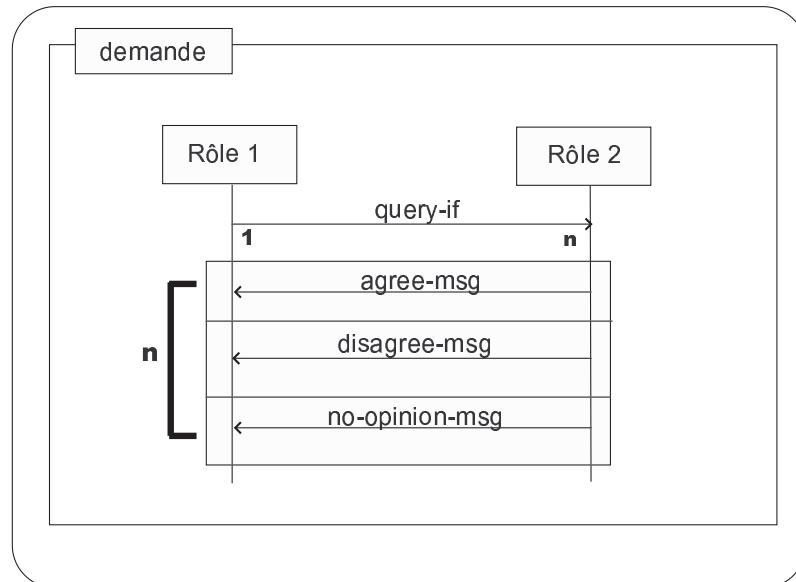 demande
Rôle 1
Rôle 2
query-if
1
n
agree-msg
n
disagree-msg
no-opinion-msg